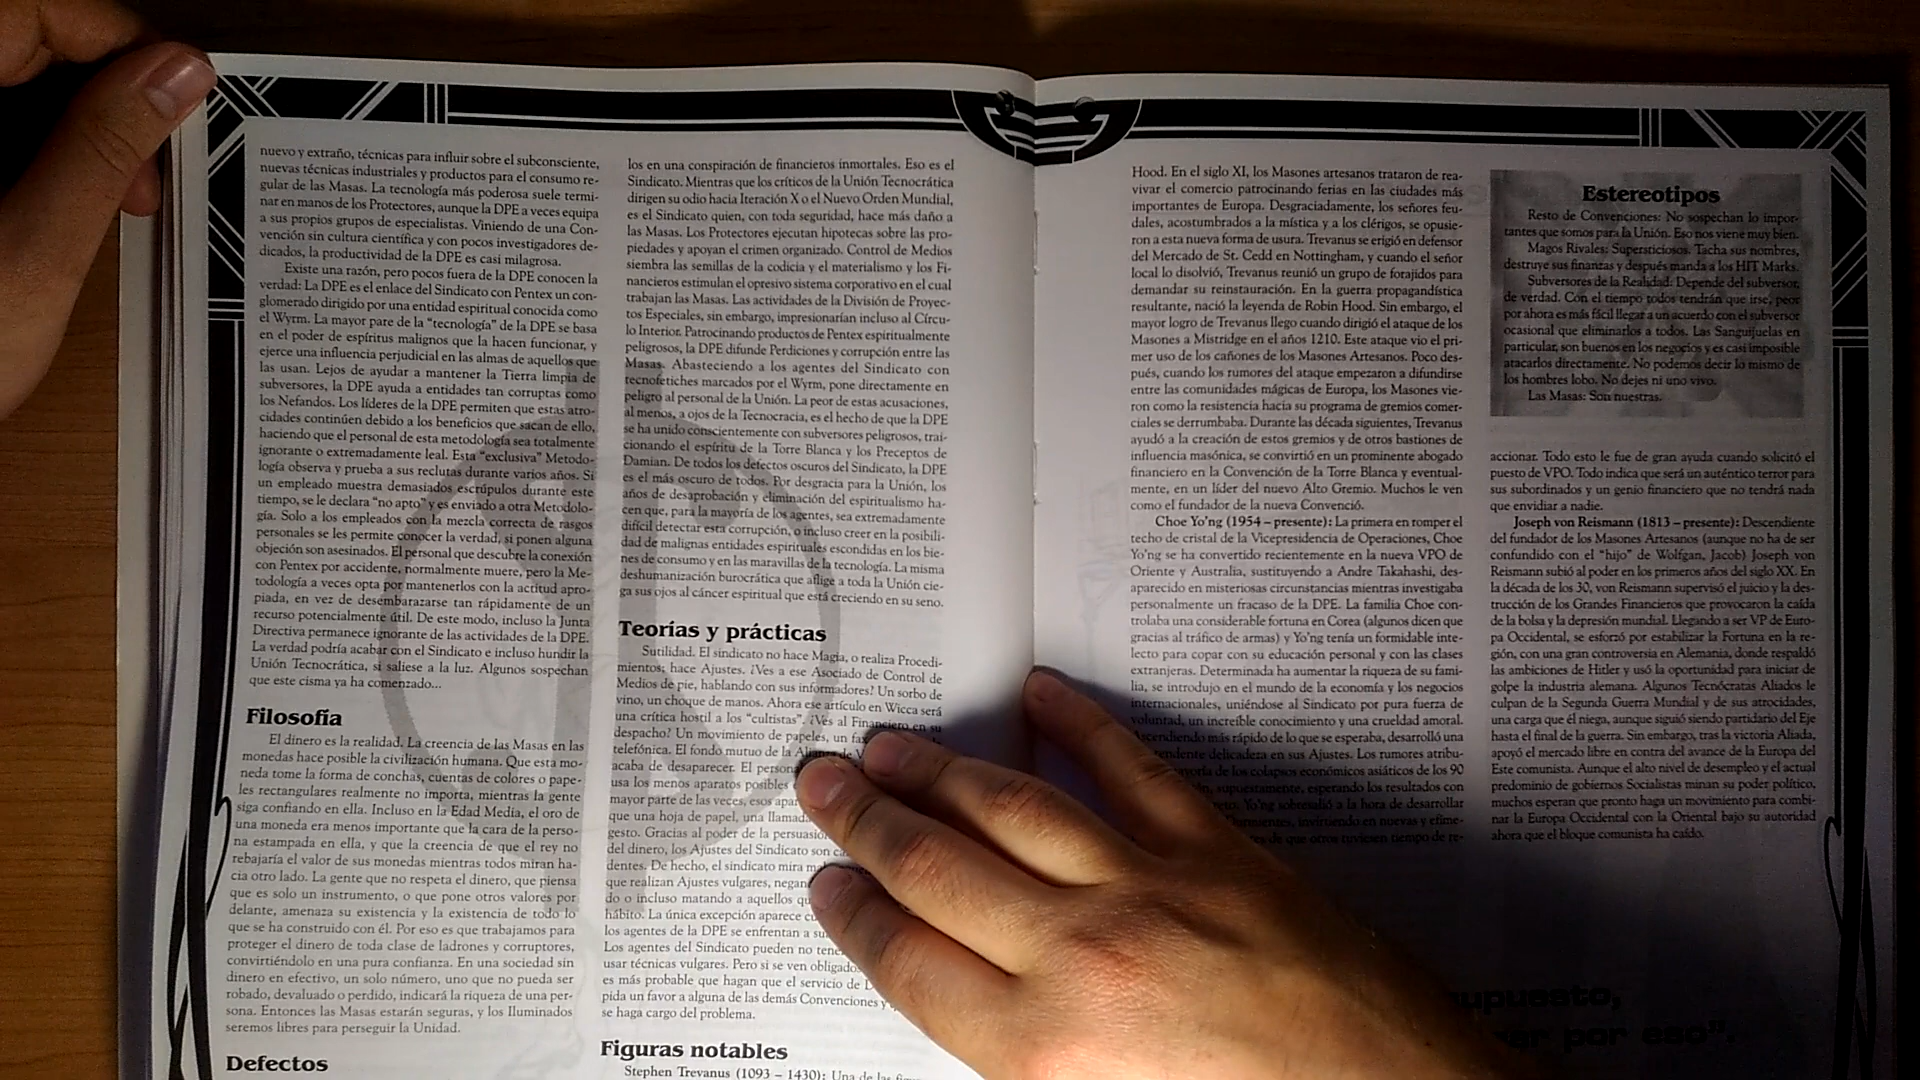 nuevo y extraño, técnicas para influir sobre el subconsciente,
nuevas técnicas industriales y productos para el consumo re-
gular de las Masas. La tecnología más poderosa suele termi-
nar en manos de los Protectores, aunque la DPE a veces equipa
a sus propios grupos de especialistas. Viniendo de una Con-
vención sin cultura científica y con pocos investigadores de-
dicados, la productividad de la DPE es casi milagrosa.
Existe una razón, pero pocos fuera de la DPE conocen la
verdad: La DPE es el enlace del Sindicato con Pentex un con-
glomerado dirigido por una entidad espiritual conocida como
el Wyrm. La mayor pare de la "tecnología" de la DPE se basa
en el poder de espíritus malignos que la hacen funcionar, y
ejerce una influencia perjudicial en las almas de aquellos que
las usan. Lejos de ayudar a mantener la Tierra limpia de
subversores, la DPE ayuda a entidades tan corruptas como
los Nefandos. Los líderes de la DPE permiten que estas atro-
cidades continúen debido a los beneficios que sacan de ello,
haciendo que el personal de esta metodología sea totalmente
ignorante o extremadamente leal. Esta "exclusiva" Metodo-
logía observa y prueba a sus reclutas durante varios años. Si
un empleado muestra demasiados escrúpulos durante este
tiempo, se le declara "no apto" y es enviado a otra Metodolo-
gía. Solo a los empleados con la mezcla correcta de rasgos
personales se les permite conocer la verdad, si ponen alguna
objeción son asesinados. El personal que descubre la conexión
con Pentex por accidente, normalmente muere, pero la Me-
todología a veces opta por mantenerlos con la actitud apro-
piada, en vez de desembarazarse tan rápidamente de un
recurso potencialmente útil. De este modo, incluso la Junta
Directiva permanece ignorante de las actividades de la DPE.
La verdad podría acabar con el Sindicato e incluso hundir la
Unión Tecnocrática, si saliese a la luz. Algunos sospechan
que este cisma ya ha comenzado...
Filosofía
El dinero es la realidad. La creencia de las Masas en las
monedas hace posible la civilización humana. Que esta mo-
neda tome la forma de conchas, cuentas de colores o pape-
les rectangulares realmente no importa, mientras la gente
siga confiando en ella. Incluso en la Edad Media, el oro de
una moneda era menos importante que la cara de la perso-
na estampada en ella, y que la creencia de que el rey no
rebajaría el valor de sus monedas mientras todos miran ha-
cia otro lado. La gente que no respeta el dinero, que piensa
que es solo un instrumento, o que pone otros valores por
delante, amenaza su existencia y la existencia de todo lo
que se ha construido con él. Por eso es que trabajamos para
proteger el dinero de toda clase de ladrones y corruptores,
convirtiéndolo en una pura confianza. En una sociedad sin
dinero en efectivo, un solo número, uno que no pueda ser
robado, devaluado o perdido, indicará la riqueza de una per-
sona. Entonces las Masas estarán seguras, y los Iluminados
seremos libres para perseguir la Unidad.
Defectos
los en una conspiración de financieros inmortales. Eso es el
Sindicato. Mientras que los críticos de la Unión Tecnocrática
dirigen su odio hacia Iteración X o el Nuevo Orden Mundial,
es el Sindicato quien, con toda seguridad, hace más daño a
las Masas. Los Protectores ejecutan hipotecas sobre las pro-
piedades y apoyan el crimen organizado. Control de Medios
siembra las semillas de la codicia y el materialismo y los Fi-
nancieros estimulan el opresivo sistema corporativo en el cual
trabajan las Masas. Las actividades de la División de Proyec-
tos Especiales, sin embargo, impresionarían incluso al Círcu-
lo Interior. Patrocinando productos de Pentex espiritualmente
peligrosos, la DPE difunde Perdiciones y corrupción entre las
Masas. Abasteciendo a los agentes del Sindicato con
tecnofetiches marcados por el Wyrm, pone directamente en
peligro al personal de la Unión. La peor de estas acusaciones,
al menos, a ojos de la Tecnocracia, es el hecho de que la DPE
se ha unido conscientemente con subversores peligrosos, trai-
cionando el espíritu de la Torre Blanca y los Preceptos de
Damian. De todos los defectos oscuros del Sindicato, la DPE
es el más oscuro de todos. Por desgracia para la Unión, los
años de desaprobación y eliminación del espiritualismo ha-
cen que, para la mayoría de los agentes, sea extremadamente
difícil detectar esta corrupción, o incluso creer en la posibili-
dad de malignas entidades espirituales escondidas en los bie-
nes de consumo y en las maravillas de la tecnología. La misma
deshumanización burocrática que aflige a toda la Unión cie-
ga sus ojos al cáncer espiritual que está creciendo en su seno.
Teorías y prácticas
Sutilidad. El sindicato no hace Magia, o realiza Procedi-
mientos; hace Ajustes. ¿Ves a ese Asociado de Control de
Medios de pie, hablando con sus informadores? Un sorbo de
vino, un choque de manos. Ahora ese artículo en Wicca será
una crítica hostil a los "cultistas". ¿Ves al Financiero en su
despacho? Un movimiento de papeles, un fax
telefónica. El fondo mutuo de la Alianza de
acaba de desaparecer. El person
usa los menos aparatos posibles
mayor parte de las veces, esos apar
que una hoja de papel, una llamada
gesto. Gracias al poder de la persuasión
del dinero, los Ajustes del Sindicato son
dentes. De hecho, el sindicato mira
que realizan Ajustes vulgares, negan
do o incluso matando a aquellos qu
hábito. La única excepción aparece
los agentes de la DPE se enfrentan a
Los agentes del Sindicato pueden no tene
usar técnicas vulgares. Pero si se ven obligado
es más probable que hagan que el servicio de
pida un favor a alguna de las demás Convenciones y
se haga cargo del problema.
Figuras notables
Stephen Trevanus (1093 – 1430): Una de las
Hood. En el siglo XI, los Masones artesanos trataron de rea-
vivar el comercio patrocinando ferias en las ciudades más
importantes de Europa. Desgraciadamente, los señores feu-
dales, acostumbrados a la mística y a los clérigos, se opusie-
ron a esta nueva forma de usura. Trevanus se erigió en defensor
del Mercado de St. Cedd en Nottingham, y cuando el señor
local lo disolvió, Trevanus reunió un grupo de forajidos para
demandar su reinstauración. En la guerra propagandística
resultante, nació la leyenda de Robin Hood. Sin embargo, el
mayor logro de Trevanus llego cuando dirigió el ataque de los
Masones a Mistridge en el años 1210. Este ataque vio el pri-
mer uso de los cañones de los Masones Artesanos. Poco des-
pués, cuando los rumores del ataque empezaron a difundirse
entre las comunidades mágicas de Europa, los Masones vie-
ron como la resistencia hacia su programa de gremios comer-
ciales se derrumbaba. Durantes las década siguientes, Trevanus
ayudó a la creación de estos gremios y de otros bastiones de
influencia masónica, se convirtió en un prominente abogado
financiero en la Convención de la Torre Blanca y eventual-
mente, en un líder del nuevo Alto Gremio. Muchos le ven
como el fundador de la nueva Convenció.
Choe Yo'ng (1954 – presente): La primera en romper el
techo de cristal de la Vicepresidencia de Operaciones, Choe
Yo'ng se ha convertido recientemente en la nueva VPO de
Oriente y Australia, sustituyendo a Andre Takahashi, des-
aparecido en misteriosas circunstancias mientras investigaba
personalmente un fracaso de la DPE. La familia Choe con-
trolaba una considerable fortuna en Corea (algunos dicen que
gracias al tráfico de armas) y Yo'ng tenía un formidable inte-
lecto para copar con su educación personal y con las clases
extranjeras. Determinada ha aumentar la riqueza de su fami-
lia, se introdujo en el mundo de la economía y los negocios
internacionales, uniéndose al Sindicato por pura fuerza de
voluntad, un increíble conocimiento y una crueldad amoral.
Ascendiendo más rápido de lo que se esperaba, desarrolló una
rendente delicadeza en sus Ajustes. Los rumores atribu-
ayoría de los colapsos económicos asiáticos de los 90
supuestamente, esperando los resultados con
Yo'ng sobresalió a la hora de desarrollar
invirtiendo en nuevas y efíme-
que otros tuviesen tiempo de re-
Estereotipos
Resto de Convenciones: No sospechan lo impor-
tantes que somos para la Unión. Eso nos viene muy bien.
Magos Rivales: Supersticiosos. Tacha sus nombres,
destruye sus finanzas y después manda a los HIT Marks.
Subversores de la Realidad: Depende del subversor,
de verdad. Con el tiempo todos tendrán que irse, peor
por ahora es más fácil llegar a un acuerdo con el subversor
ocasional que eliminarlos a todos. Las Sanguijuelas en
particular, son buenos en los negocios y es casi imposible
atacarlos directamente. No podemos decir lo mismo de
los hombres lobo. No dejes ni uno vivo.
Las Masas: Son nuestras.
accionar. Todo esto le fue de gran ayuda cuando solicitó el
puesto de VPO. Todo indica que será un auténtico terror para
sus subordinados y un genio financiero que no tendrá nada
que envidiar a nadie.
Joseph von Reismann (1813 – presente): Descendiente
del fundador de los Masones Artesanos (aunque no ha de ser
confundido con el "hijo" de Wolfgan, Jacob) Joseph von
Reismann subió al poder en los primeros años del siglo XX. En
la década de los 30, von Reismann supervisó el juicio y la des-
trucción de los Grandes Financieros que provocaron la caída
de la bolsa y la depresión mundial. Llegando a ser VP de Euro-
pa Occidental, se esforzó por estabilizar la Fortuna en la re-
gión, con una gran controversia en Alemania, donde respaldó
las ambiciones de Hitler y usó la oportunidad para iniciar de
golpe la industria alemana. Algunos Tecnócratas Aliados le
culpan de la Segunda Guerra Mundial y de sus atrocidades,
una carga que él niega, aunque siguió siendo partidario del Eje
hasta el final de la guerra. Sin embargo, tras la victoria Aliada,
apoyó el mercado libre en contra del avance de la Europa del
Este comunista. Aunque el alto nivel de desempleo y el actual
predominio de gobiernos Socialistas minan su poder político,
muchos esperan que pronto haga un movimiento para combi-
nar la Europa Occidental con la Oriental bajo su autoridad
ahora que el bloque comunista ha caído.
supuesto,
por eso".